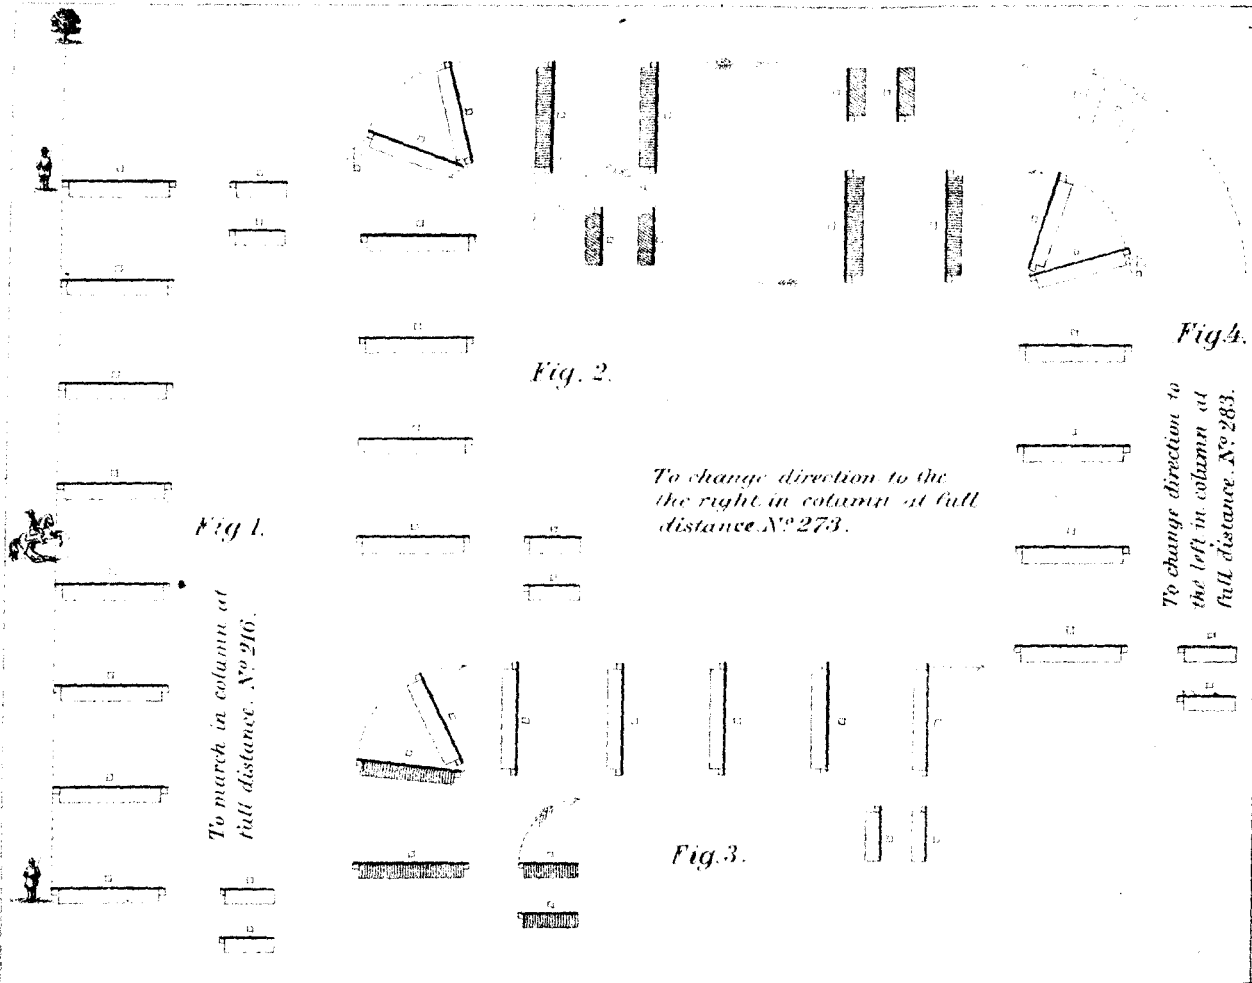 Fig 1.
To march in column at
full distance. Nº 216.
Fig. 2.
To change direction to the
the right in column at full
distance. Nº 273.
Fig. 3.
Fig 4.
To change direction to
the left in column at
full distance. Nº 283.